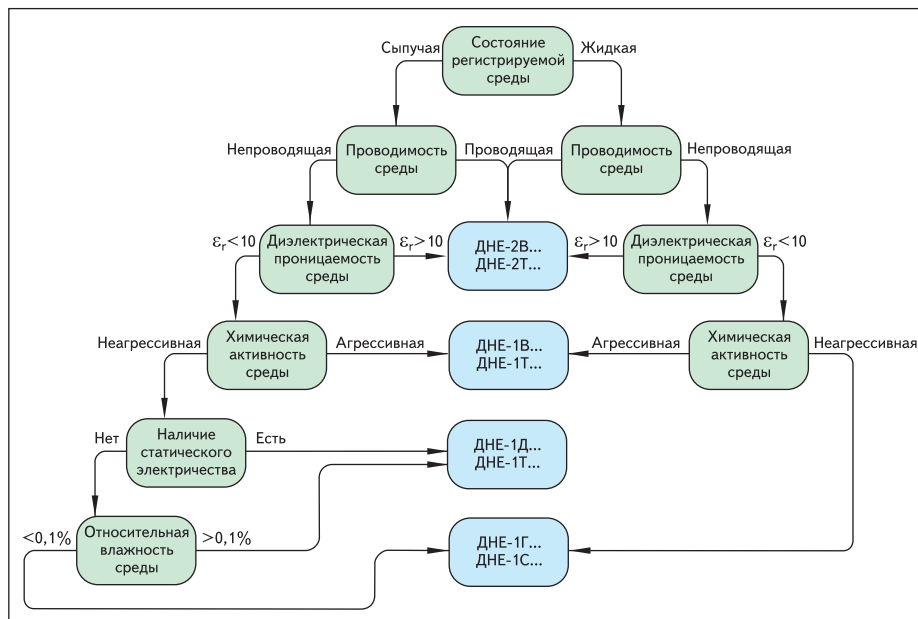 Сыпучая
Состояние
регистрируемой
среды
Жидкая
Непроводящая
Проводимость
среды
Проводящая
Проводимость
среды
Непроводящая
εr<10
Диэлектрическая
проницаемость
среды
εr>10
ДНЕ-2В...
ДНЕ-2Т...
εr>10
Диэлектрическая
проницаемость
среды
εr<10
Неагрессивная
Химическая
активность
среды
Агрессивная
ДНЕ-1В...
ДНЕ-1Т...
Агрессивная
Химическая
активность
среды
Неагрессивная
Нет
Наличие
статического
электричества
Есть
ДНЕ-1Д...
ДНЕ-1Т...
<0,1%
Относительная
влажность
среды
>0,1%
ДНЕ-1Г...
ДНЕ-1С...